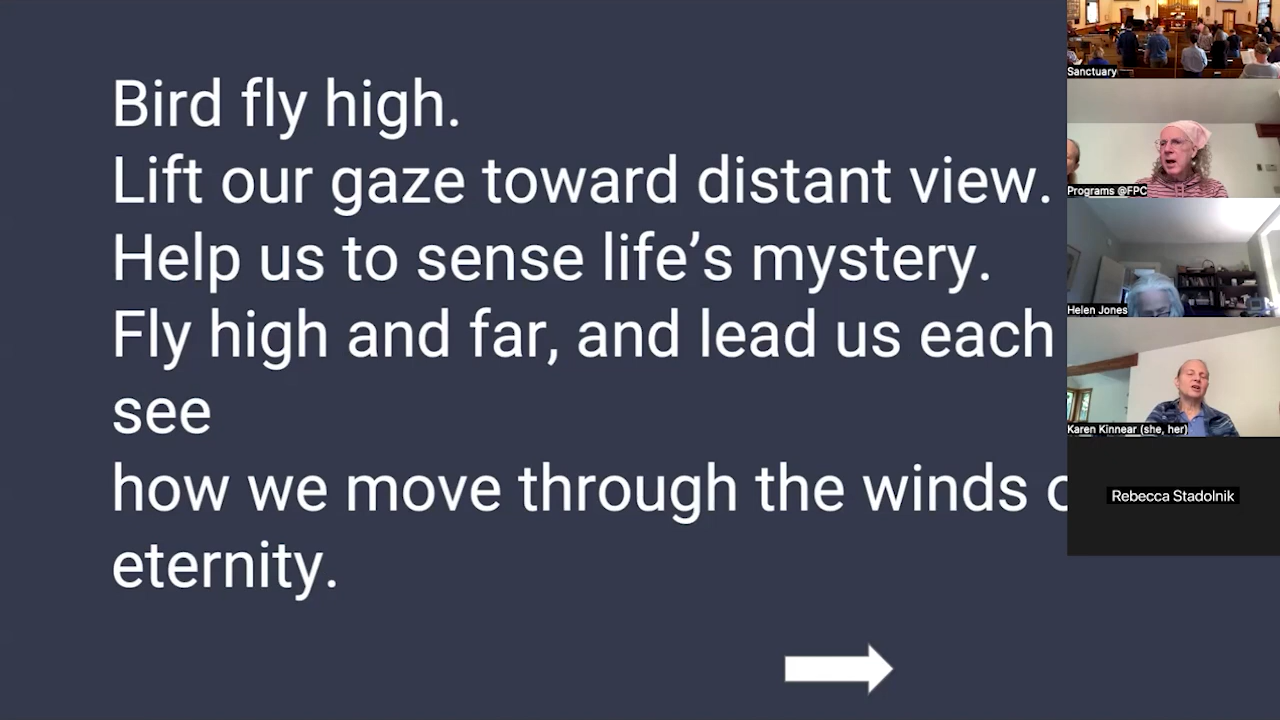 Bird fly high.
Lift our gaze toward distant view.
Help us to sense life’s mystery.
Fly high and far, and lead us each
see
how we move through the winds
eternity.
Sanctuary
Programs @FPC
Helen Jones
Karen Kinnear (she, her)
Rebecca Stadolnik